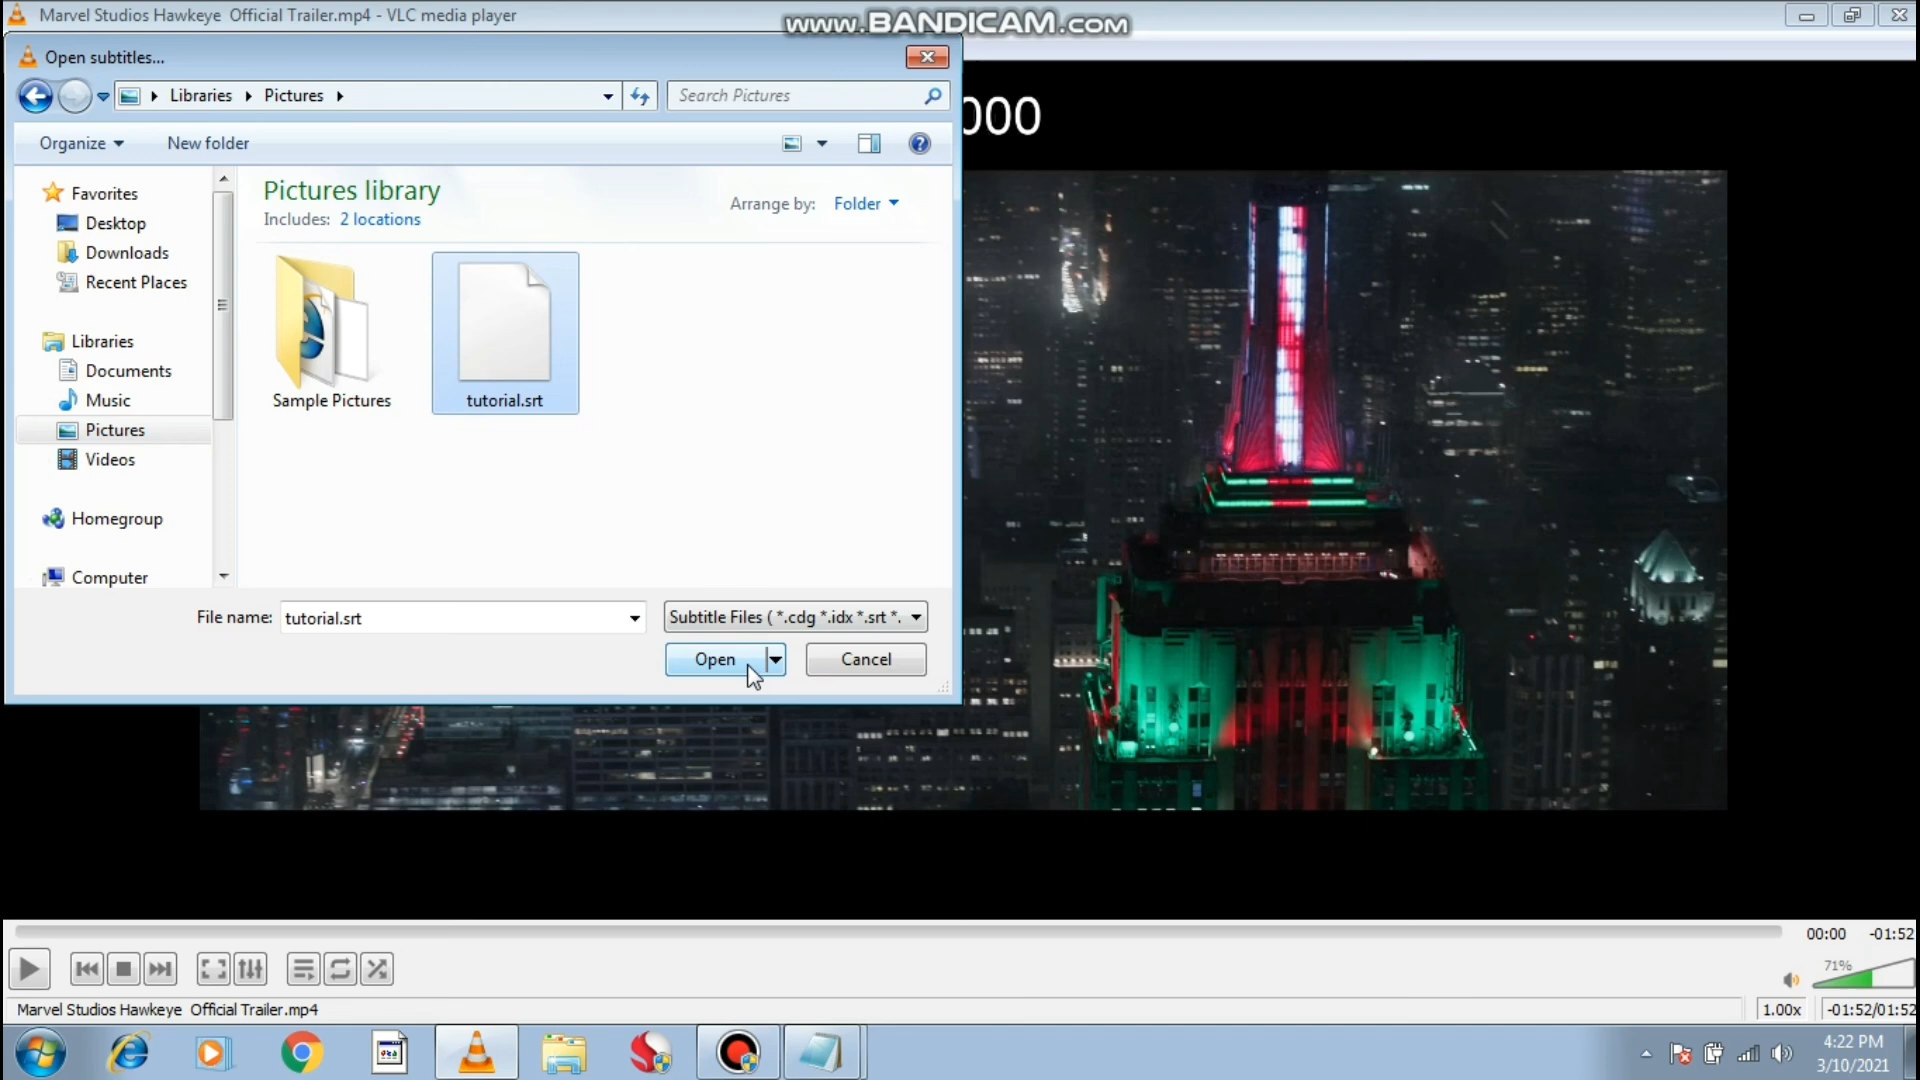 Marvel Studios Hawkeye  Official Trailer.mp4 - VLC media player
www.BANDICAM.com
Open subtitles...
Libraries
Pictures
Search Pictures
000
Organize
New folder
Favorites
Desktop
Downloads
Recent Places
Libraries
Documents
Music
Pictures
Videos
Homegroup
Computer
Pictures library
Includes: 2 locations
Arrange by: Folder
Sample Pictures
tutorial.srt
File name: tutorial.srt
Subtitle Files ( *.cdg *.idx *.srt *.
Open
Cancel
00:00
-01:52
71%
Marvel Studios Hawkeye  Official Trailer.mp4
1.00x
-01:52/01:52
4:22 PM
3/10/2021